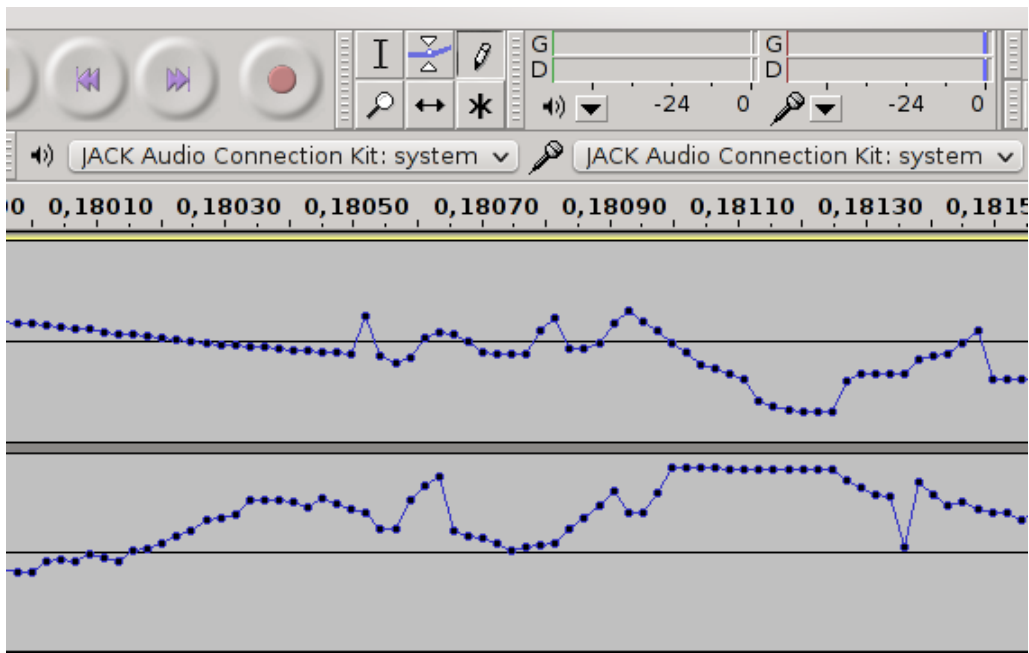 G G
D D
-24 0 -24 0
JACK Audio Connection Kit: system JACK Audio Connection Kit: system
0,18010 0,18030 0,18050 0,18070 0,18090 0,18110 0,18130